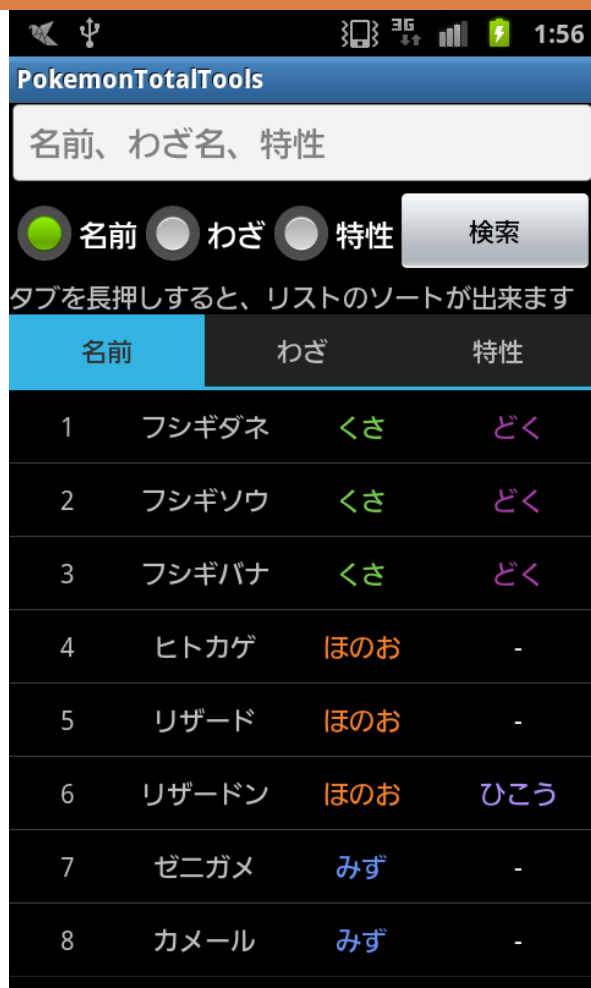 3G 1:56
PokemonTotalTools
名前、わざ名、特性
名前 わざ 特性 検索
タブを長押しすると、リストのソートが出来ます
名前 わざ 特性
1 フシギダネ くさ どく
2 フシギソウ くさ どく
3 フシギバナ くさ どく
4 ヒトカゲ ほのお -
5 リザード ほのお -
6 リザードン ほのお ひこう
7 ゼニガメ みず -
8 カメール みず -